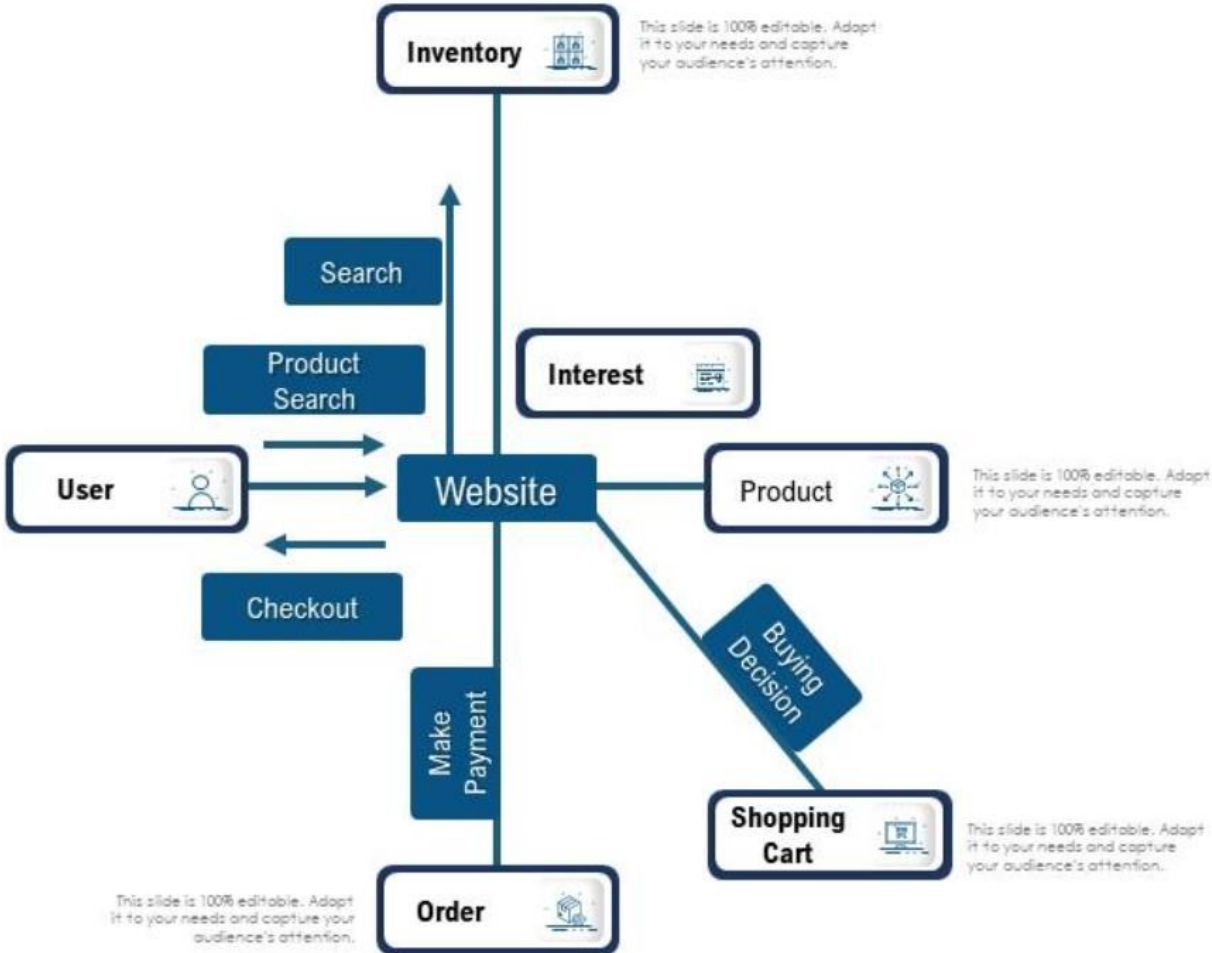 Inventory
This slide is 100% editable. Adapt
it to your needs and capture
your audience's attention.
Search
Product
Search
Interest
User
Website
Product
This slide is 100% editable. Adapt
it to your needs and capture
your audience's attention.
Checkout
Buying
Decision
Make
Payment
Shopping
Cart
This slide is 100% editable. Adapt
it to your needs and capture
your audience's attention.
Order
This slide is 100% editable. Adapt
it to your needs and capture your
audience's attention.